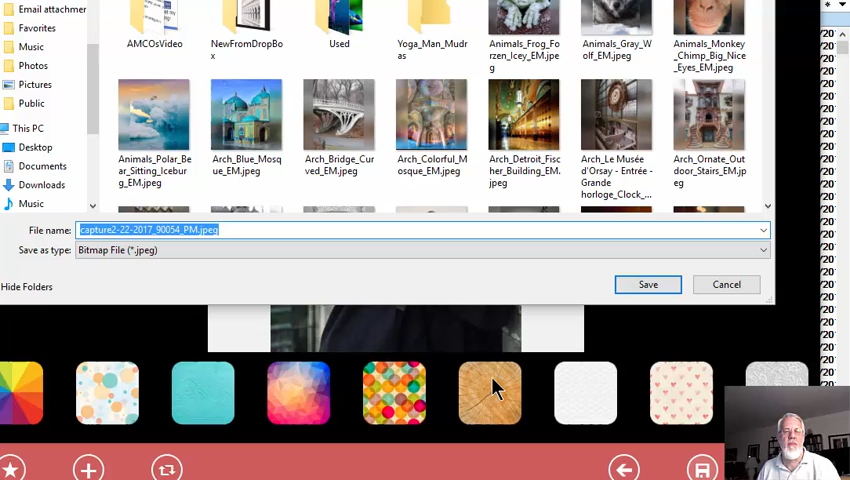 Email attachmer
Favorites
Music
Photos
Pictures
Public
This PC
Desktop
Documents
Downloads
Music
AMCOsVideo
NewFromDropBo
x
Used
Yoga_Man_Mudr
as
Animals_Frog_Fo
rzen_Icey_EM.jpe
g
Animals_Gray_W
olf_EM.jpeg
Animals_Monkey
_Chimp_Big_Nice
_Eyes_EM.jpeg
Animals_Polar_Be
ar_Sitting_Icebur
g_EM.jpeg
Arch_Blue_Mosq
ue_EM.jpeg
Arch_Bridge_Cur
ved_EM.jpeg
Arch_Colorful_M
osque_EM.jpeg
Arch_Detroit_Fisc
her_Building_EM.
jpeg
Arch_Le Musée
d'Orsay - Entrée -
Grande
horloge_Clock_...
Arch_Ornate_Out
door_Stairs_EM.jp
eg
File name: capture2-22-2017_90054_PM.jpeg
Save as type: Bitmap File (*.jpeg)
Hide Folders
Save
Cancel